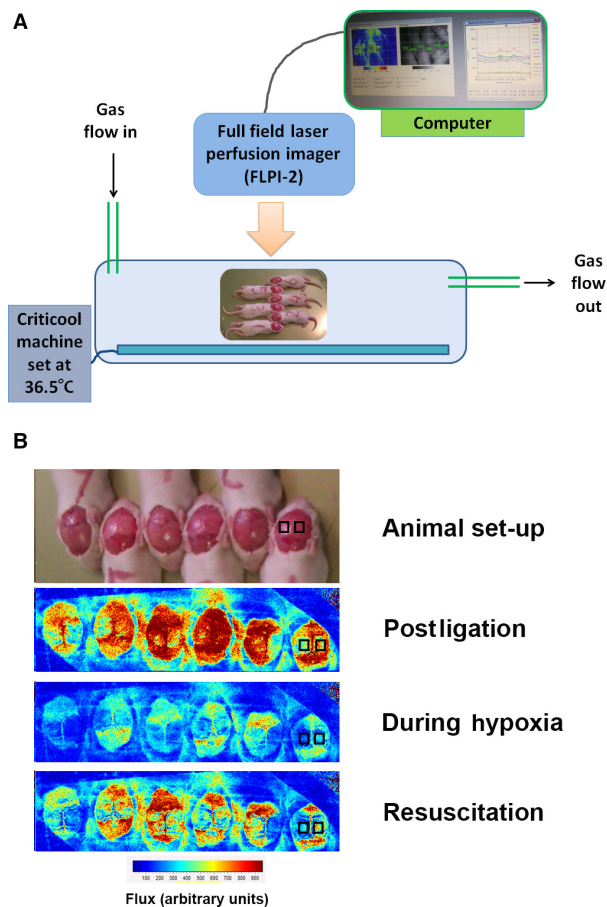 A
Gas
flow in
Full field laser
perfusion imager
(FLPI-2)
Computer
Gas
flow
out
Criticool
machine
set at
36.5°C
B
Animal set-up
Postligation
During hypoxia
Resuscitation
100 200 300 400 500 600 700 800 900
Flux (arbitrary units)